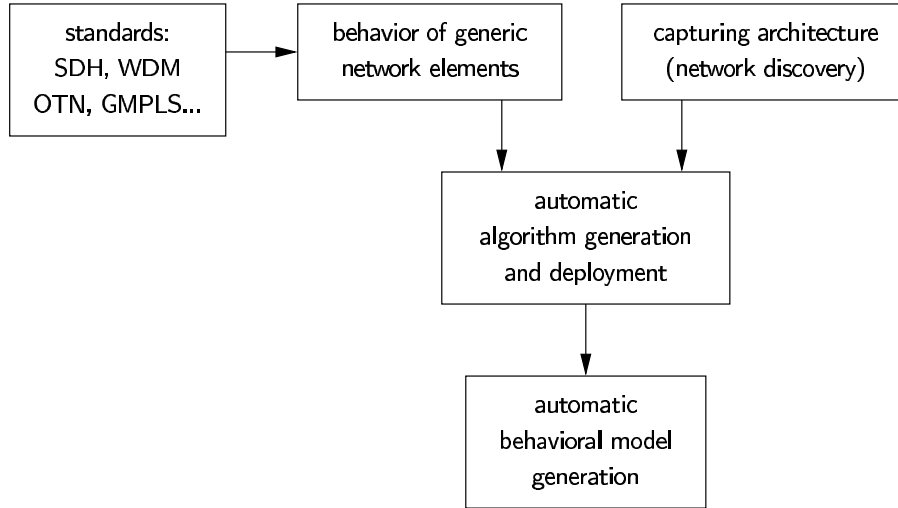 standards:
SDH, WDM
OTN, GMPLS...
behavior of generic
network elements
capturing architecture
(network discovery)
automatic
algorithm generation
and deployment
automatic
behavioral model
generation